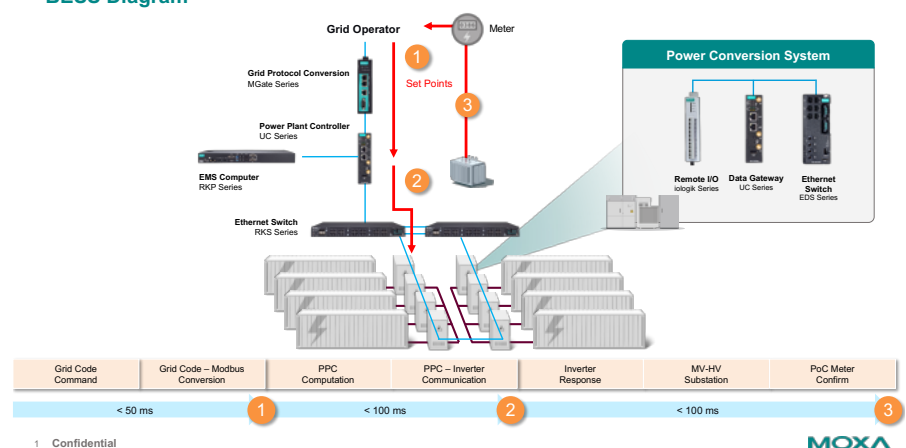 BESS Diagram
Grid Operator
Meter
1
Set Points
Grid Protocol Conversion
MGate Series
3
Power Plant Controller
UC Series
EMS Computer
RKP Series
2
Ethernet Switch
RKS Series
Power Conversion System
Remote I/O
iologik Series
Data Gateway
UC Series
Ethernet
Switch
EDS Series
Grid Code
Command
Grid Code – Modbus
Conversion
PPC
Computation
PPC – Inverter
Communication
Inverter
Response
MV-HV
Substation
PoC Meter
Confirm
< 50 ms
1
< 100 ms
2
< 100 ms
3
1 Confidential
MOXA